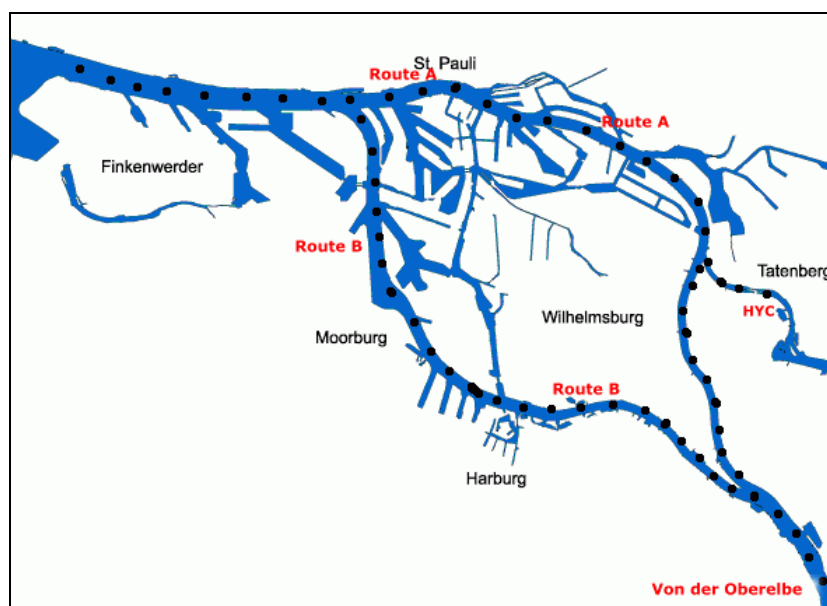 St. Pauli
Route A
Route A
Finkenwerder
Route B
Tatenberg
HYC
Wilhelmsburg
Moorburg
Route B
Harburg
Von der Oberelbe